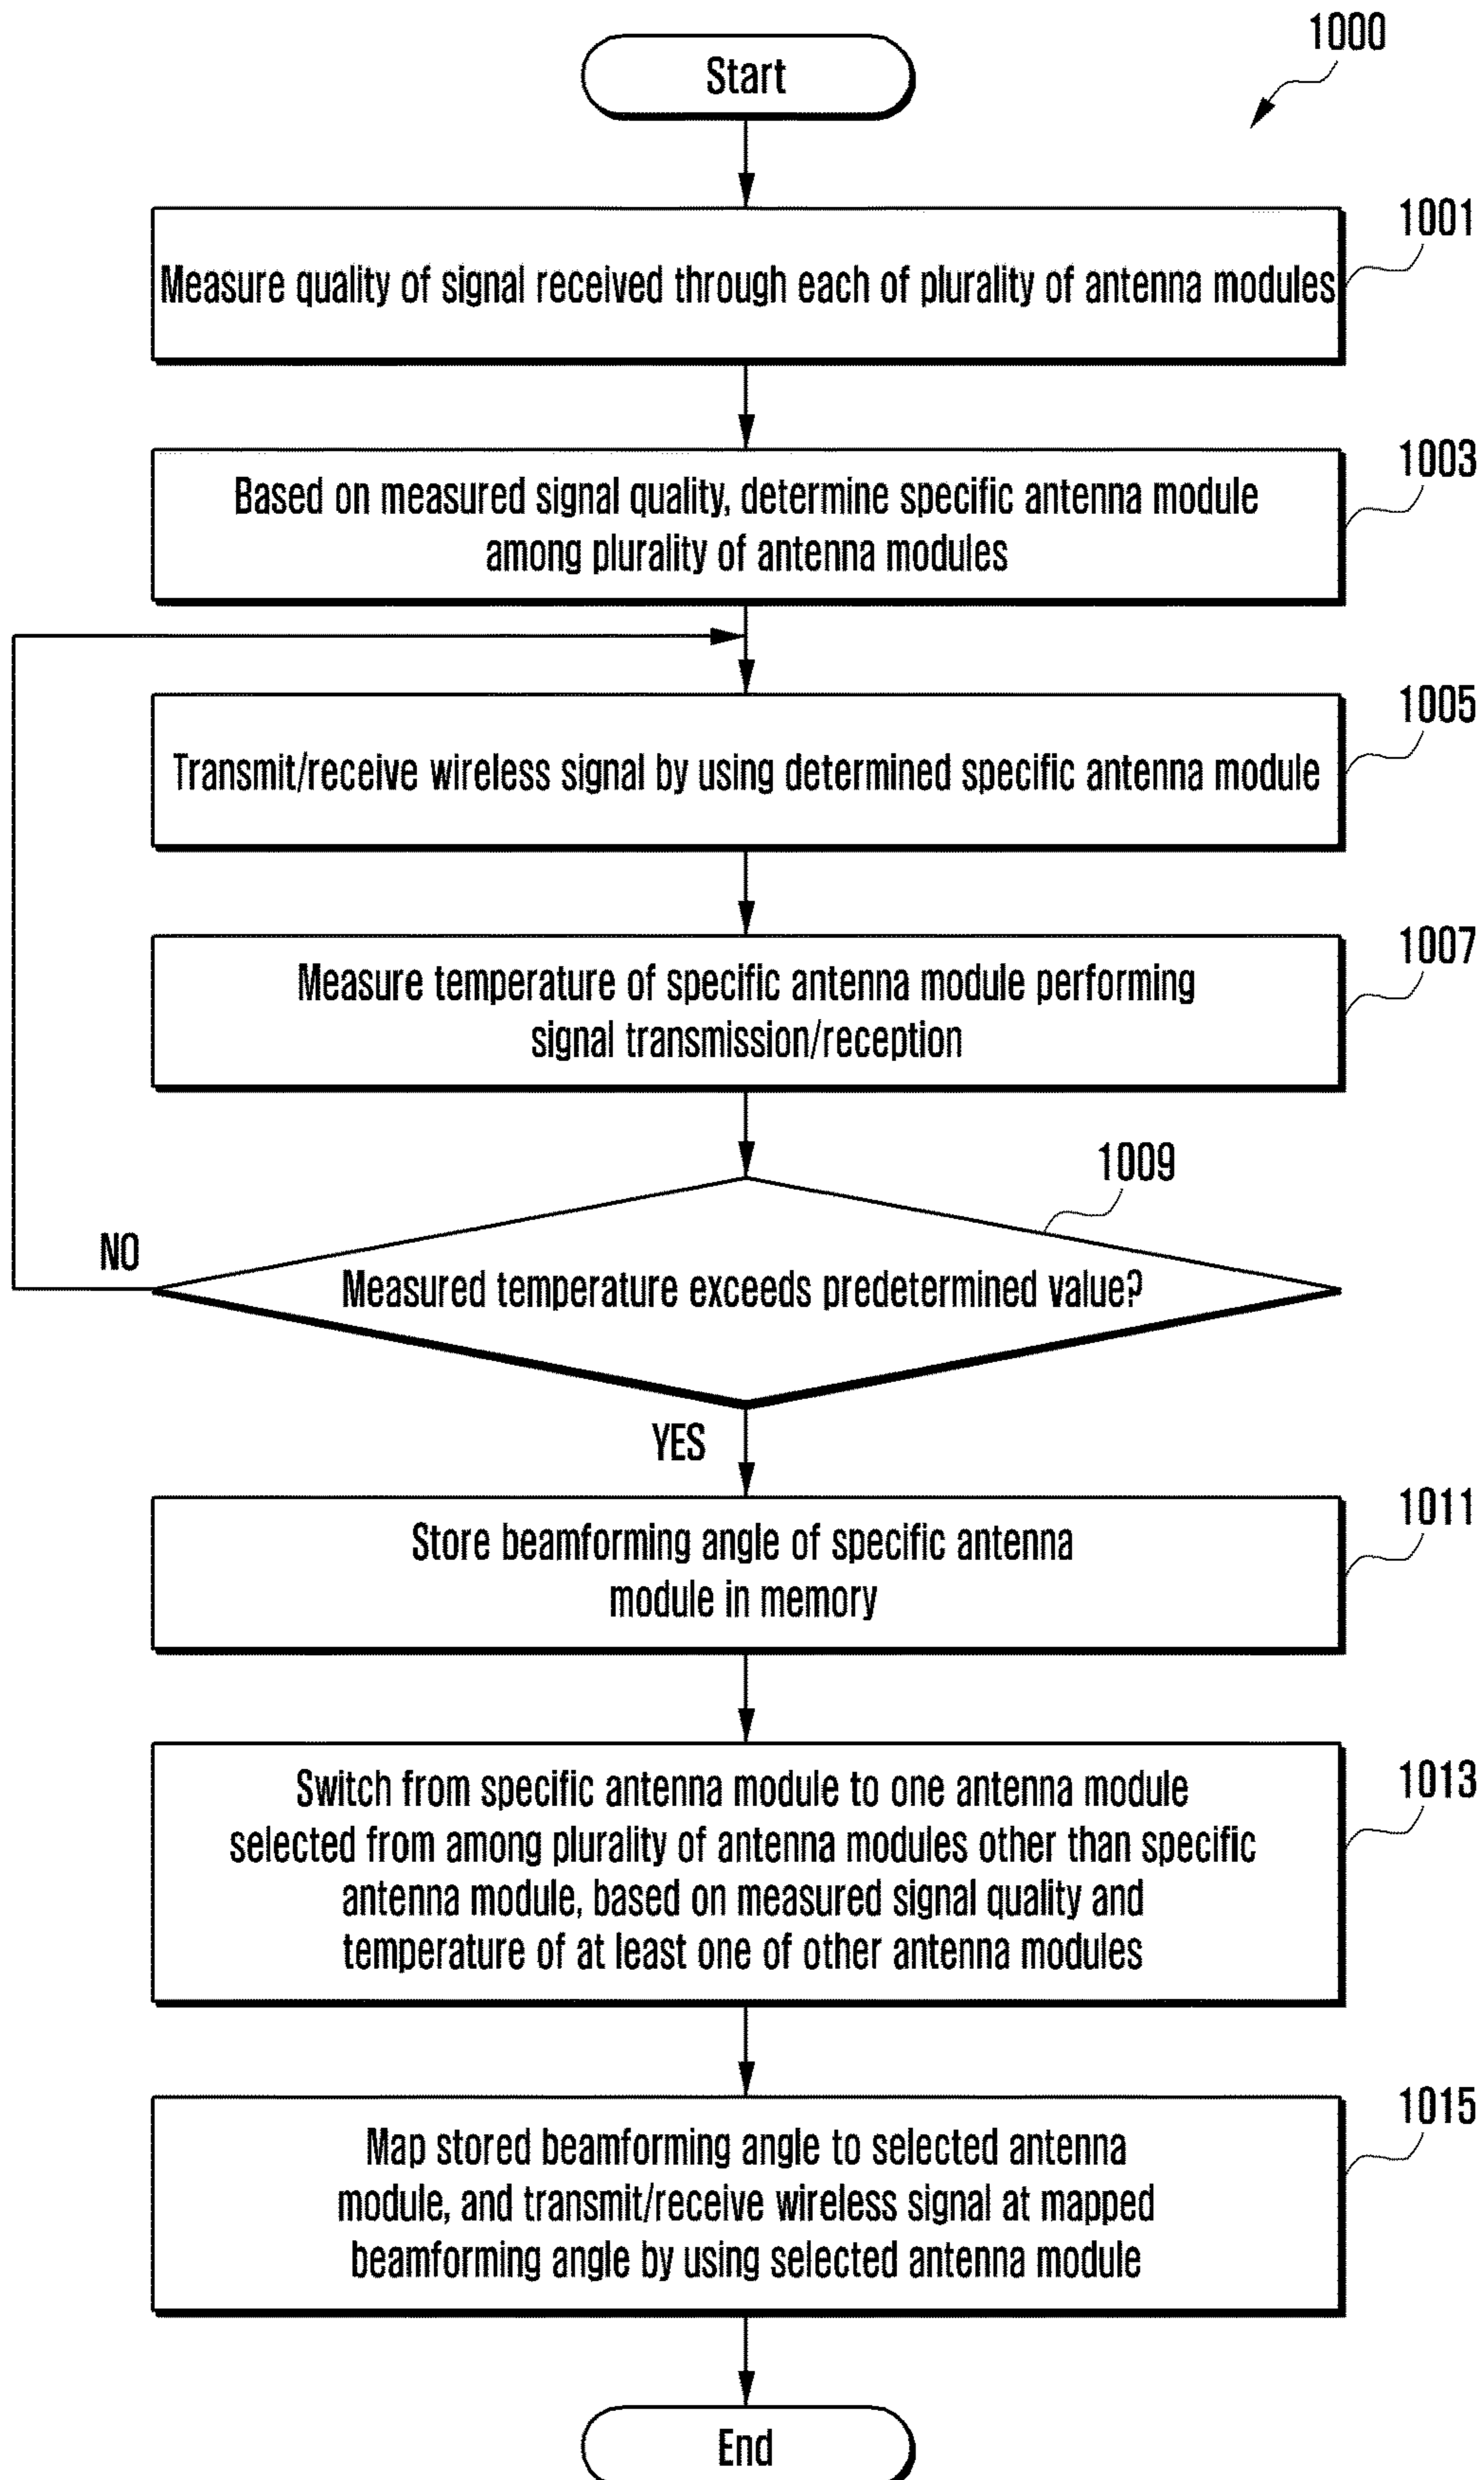 1000
Start
1001
Measure quality of signal received through each of plurality of antenna modules
1003
Based on measured signal quality, determine specific antenna module
among plurality of antenna modules
1005
Transmit/receive wireless signal by using determined specific antenna module
1007
Measure temperature of specific antenna module performing
signal transmission/reception
1009
NO
Measured temperature exceeds predetermined value?
YES
1011
Store beamforming angle of specific antenna
module in memory
1013
Switch from specific antenna module to one antenna module
selected from among plurality of antenna modules other than specific
antenna module, based on measured signal quality and
temperature of at least one of other antenna modules
1015
Map stored beamforming angle to selected antenna
module, and transmit/receive wireless signal at mapped
beamforming angle by using selected antenna module
End